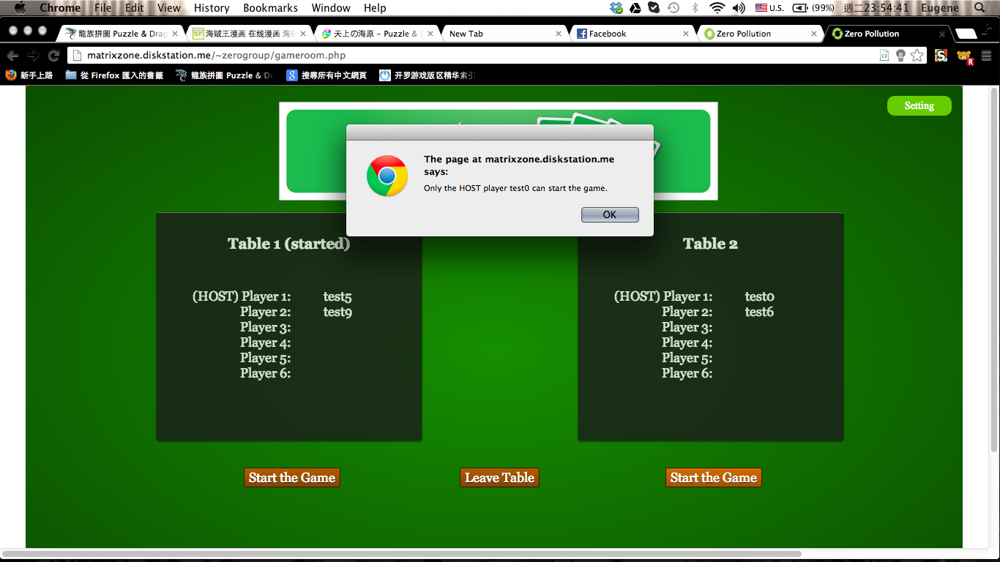 Chrome File Edit View History Bookmarks Window Help U.S. (99%) 週二23:54:41 Eugene
龍族拼圖 Puzzle & Drag 海贼王漫画 在线漫画 天上の海原 – Puzzle & D New Tab Facebook Zero Pollution Zero Pollution
matrixzone.diskstation.me/~zerogroup/gameroom.php
新手上路 從 Firefox 匯入的書籤 龍族拼圖 Puzzle & Dr 搜尋所有中文網頁 开罗游戏版区精华索引
Setting
The page at matrixzone.diskstation.me
says:
Only the HOST player test0 can start the game.
OK
Table 1 (started) Table 2
(HOST) Player 1: test5 (HOST) Player 1: test0
Player 2: test9 Player 2: test6
Player 3: Player 3:
Player 4: Player 4:
Player 5: Player 5:
Player 6: Player 6:
Start the Game Leave Table Start the Game